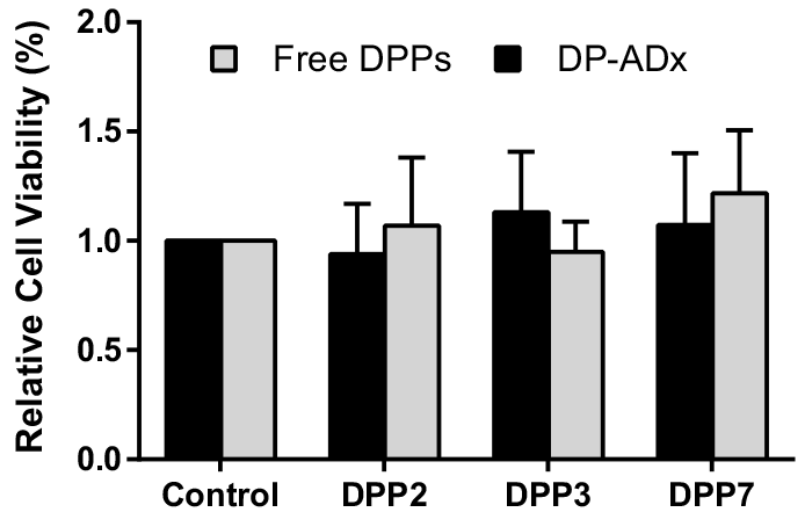 Relative Cell Viability (%)
2.0
1.5
1.0
0.5
0.0
Free DPPs
DP-ADx
Control
DPP2
DPP3
DPP7